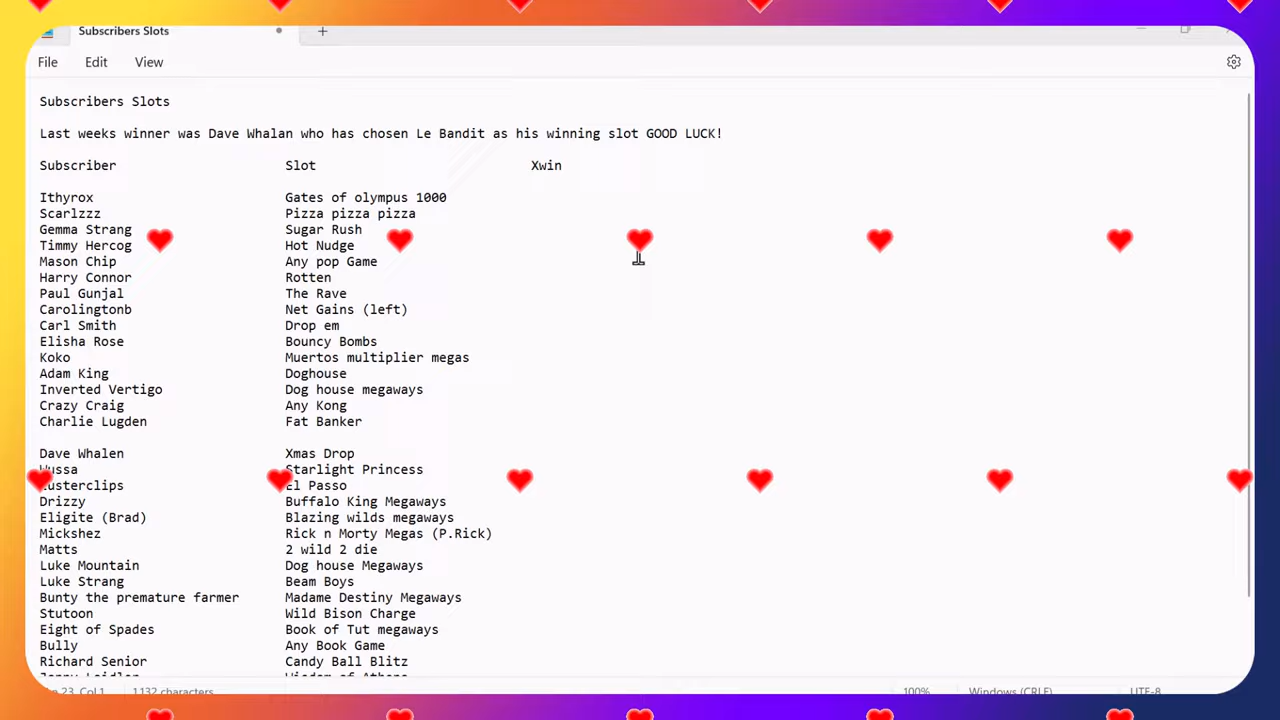 Subscribers Slots
File Edit View
Subscribers Slots
Last weeks winner was Dave Whalan who has chosen Le Bandit as his winning slot GOOD LUCK!
Subscriber Slot Xwin
Ithyrox Gates of olympus 1000
Scarlzzz Pizza pizza pizza
Gemma Strang Sugar Rush
Timmy Hercog Hot Nudge
Mason Chip Any pop Game
Harry Connor Rotten
Paul Gunjal The Rave
Carolingtonb Net Gains (left)
Carl Smith Drop em
Elisha Rose Bouncy Bombs
Koko Muertos multiplier megas
Adam King Doghouse
Inverted Vertigo Dog house megaways
Crazy Craig Any Kong
Charlie Lugden Fat Banker
Dave Whalen Xmas Drop
Starlight Princess
El Paso
Drizzy Buffalo King Megaways
Eligite (Brad) Blazing wilds megaways
Mickshez Rick n Morty Megas (P.Rick)
Matts 2 wild 2 die
Luke Mountain Dog house Megaways
Luke Strang Beam Boys
Bunty the premature farmer Madame Destiny Megaways
Stutoon Wild Bison Charge
Eight of Spades Book of Tut megaways
Bully Any Book Game
Richard Senior Candy Ball Blitz
23, Col 1 1132 characters 100% Windows (CRLF) UTF-8